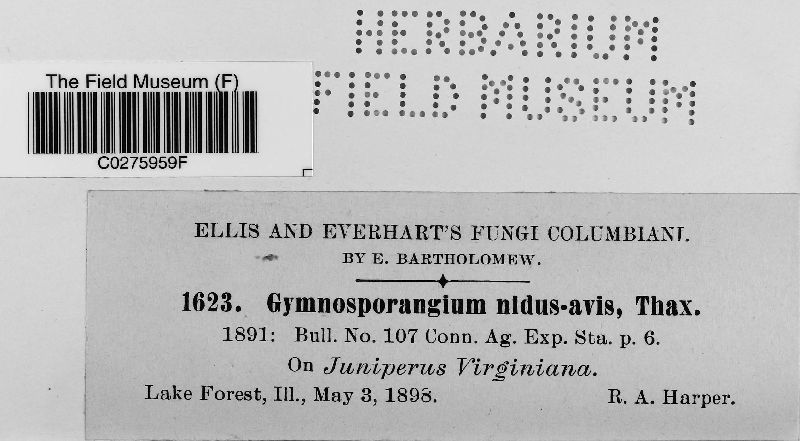 HERBARIUM
FIELD MUSEUM
The Field Museum (F)
C0275959F
ELLIS AND EVERHART'S FUNGI COLUMBIANI.
BY E. BARTHOLOMEW.
1623. Gymnosporangium nidus-avis, Thax.
1891: Bull. No. 107 Conn. Ag. Exp. Sta. p. 6.
On Juniperus Virginiana.
Lake Forest, Ill., May 3, 1898. R. A. Harper.